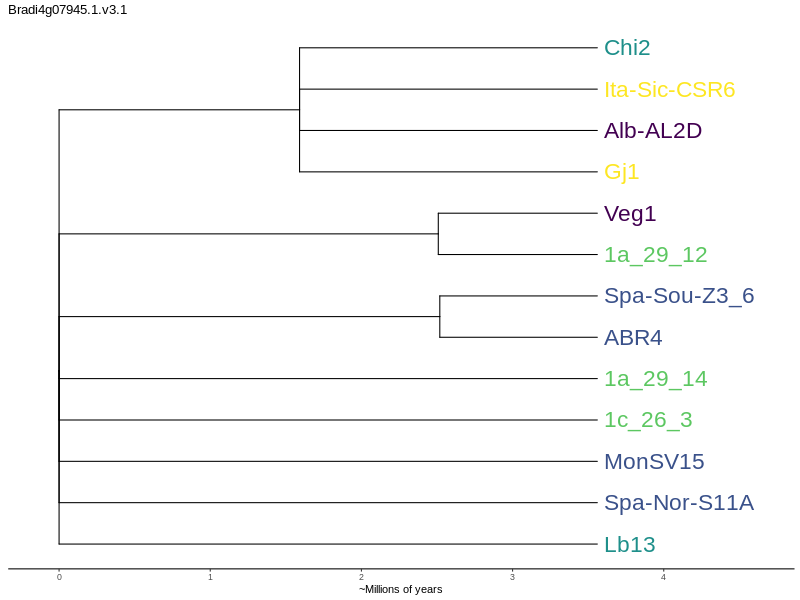 Bradi4g07945.1.v3.1
Chi2
Ita-Sic-CSR6
Alb-AL2D
Gj1
Veg1
1a_29_12
Spa-Sou-Z3_6
ABR4
1a_29_14
1c_26_3
MonSV15
Spa-Nor-S11A
Lb13
0 1 2 3 4
~Millions of years